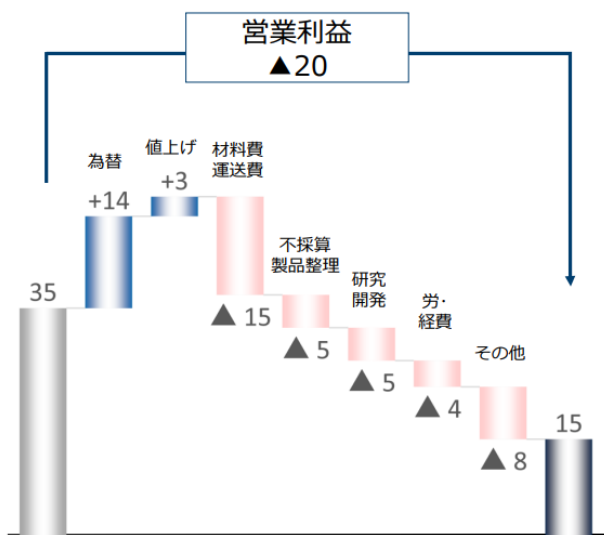 営業利益
▲20
為替
+14
値上げ
+3
材料費
運送費
▲ 15
不採算
製品整理
▲ 5
研究
開発
▲ 5
労・
経費
▲ 4
その他
▲ 8
35
15